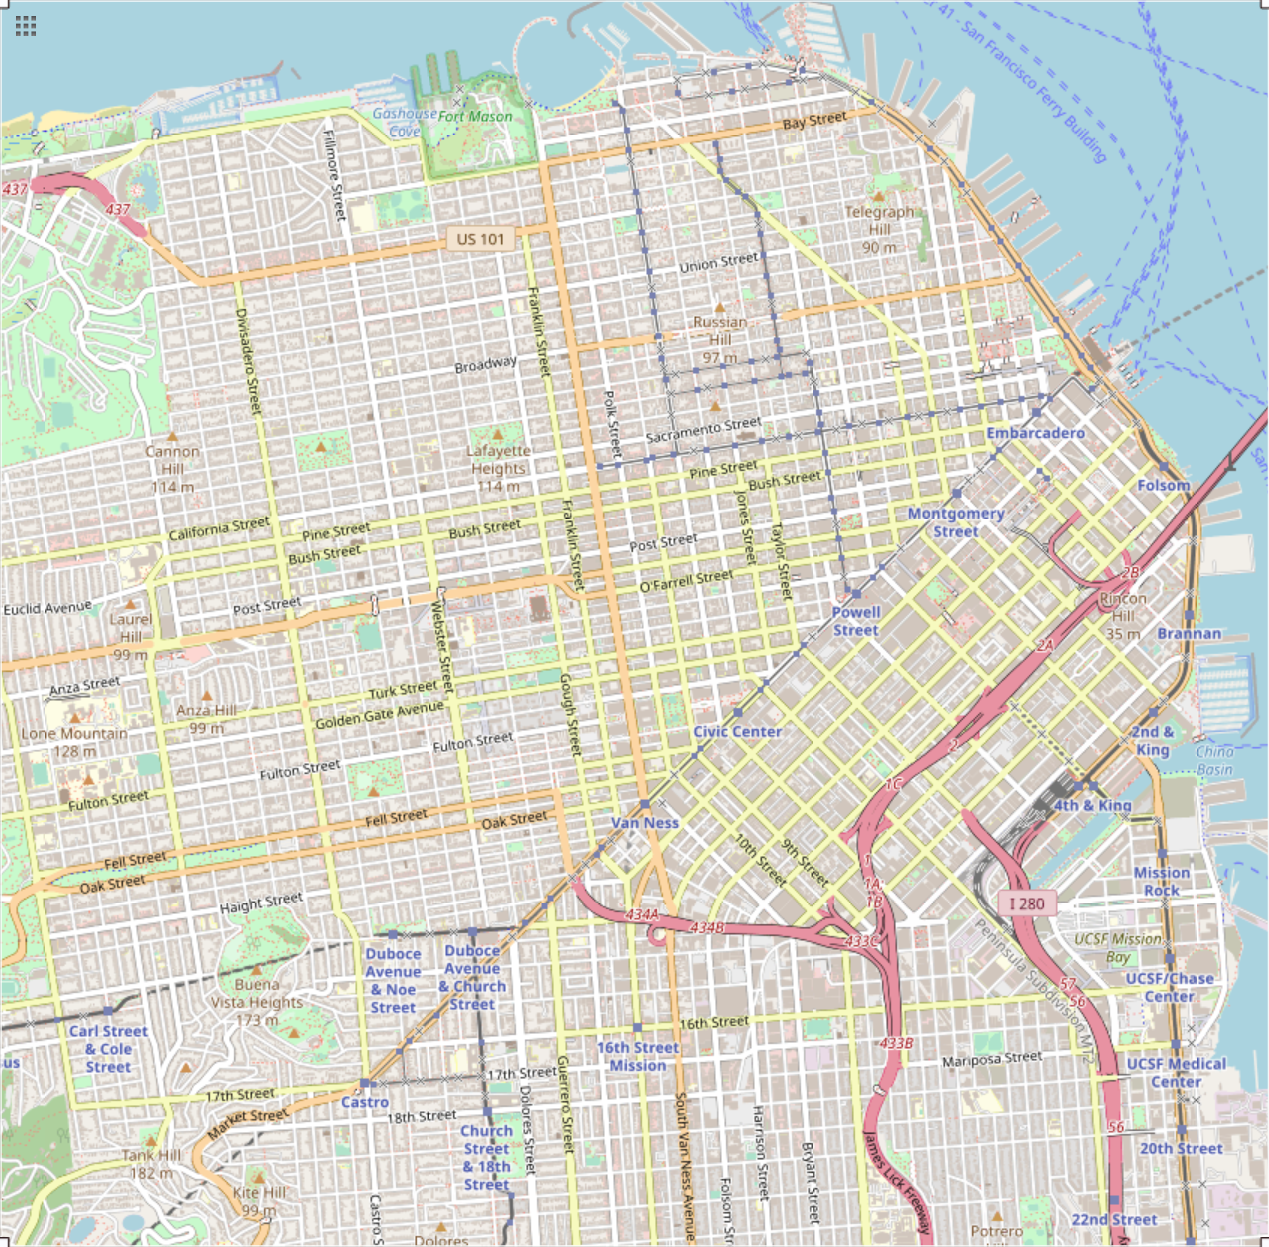 41 - San Francisco Ferry Building
Gashouse
Cove
Fort Mason
Bay Street
Fillmore Street
437
437
Telegraph
Hill
90 m
US 101
Union Street
Franklin Street
Divisadero Street
Russian
Hill
97 m
Broadway
Polk Street
Sacramento Street
Embarcadero
Cannon
Hill
114 m
Lafayette
Heights
114 m
Pine Street
Bush Street
Folsom
San
Jones Street
Taylor Street
Montgomery
Street
California Street
Pine Street
Bush Street
Bush Street
Franklin Street
Post Street
O'Farrell Street
2B
Euclid Avenue
Post Street
Webster Street
Powell
Street
Rincon
Hill
35 m
Laurel
Hill
99 m
Brannan
2A
Anza Street
Turk Street
Golden Gate Avenue
Gough Street
Anza Hill
99 m
Lone Mountain
128 m
Civic Center
2nd &
King
2
China
Basin
Fulton Street
Fulton Street
Fulton Street
1C
4th & King
Fell Street
Oak Street
Van Ness
10th Street
9th Street
Fell Street
Oak Street
1
1A;
1B
Mission
Rock
Haight Street
I 280
434A
434B
433C
Peninsula Subdivision MT2
UCSF Mission
Bay
Duboce
Avenue
& Noe
Street
Duboce
Avenue
& Church
Street
Buena
Vista Heights
173 m
57
56
UCSF/Chase
Center
Carl Street
& Cole
Street
us
16th Street
16th Street
Mission
433B
Mariposa Street
UCSF Medical
Center
17th Street
17th Street
Castro
Market Street
18th Street
Dolores Street
Guerrero Street
South Van Ness Avenue
Harrison Street
Bryant Street
James Lick Freeway
56
20th Street
Church
Street
& 18th
Street
Tank Hill
182 m
Kite Hill
99 m
Castro S
Folsom Str
22nd Street
Dolores
Potrero